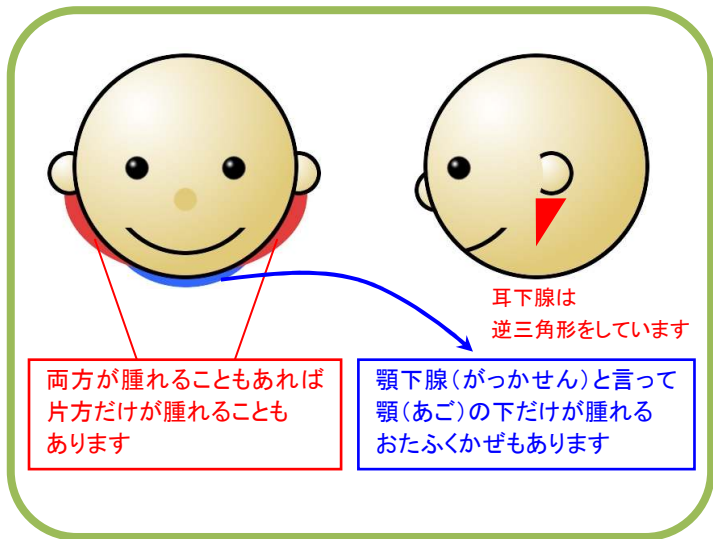 耳下腺は
逆三角形をしています
両方が腫れることもあれば
片方だけが腫れることも
あります
顎下腺(がっかせん)と言って
顎(あご)の下だけが腫れる
おたふくかぜもあります